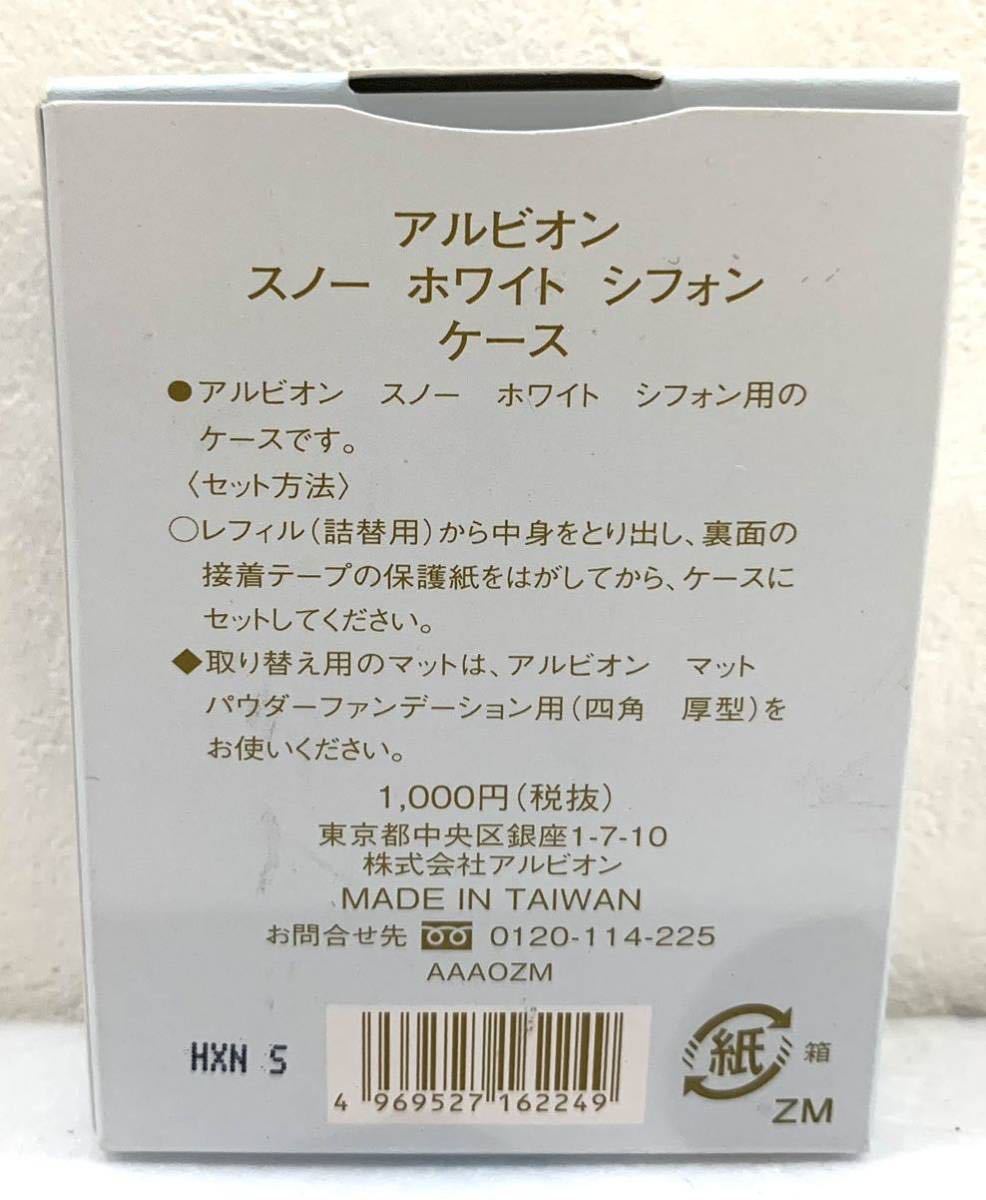 アルビオン
スノー ホワイト シフォン
ケース
●アルビオン スノー ホワイト シフォン用の
ケースです。
〈セット方法〉
○レフィル(詰替用)から中身をとり出し、裏面の
接着テープの保護紙をはがしてから、ケースに
セットしてください。
◆取り替え用のマットは、アルビオン マット
パウダーファンデーション用(四角 厚型)を
お使いください。
1,000円(税抜)
東京都中央区銀座1-7-10
株式会社アルビオン
MADE IN TAIWAN
お問合せ先 0120-114-225
AAAOZM
HXN 5
4 969527 162249
紙 箱
ZM